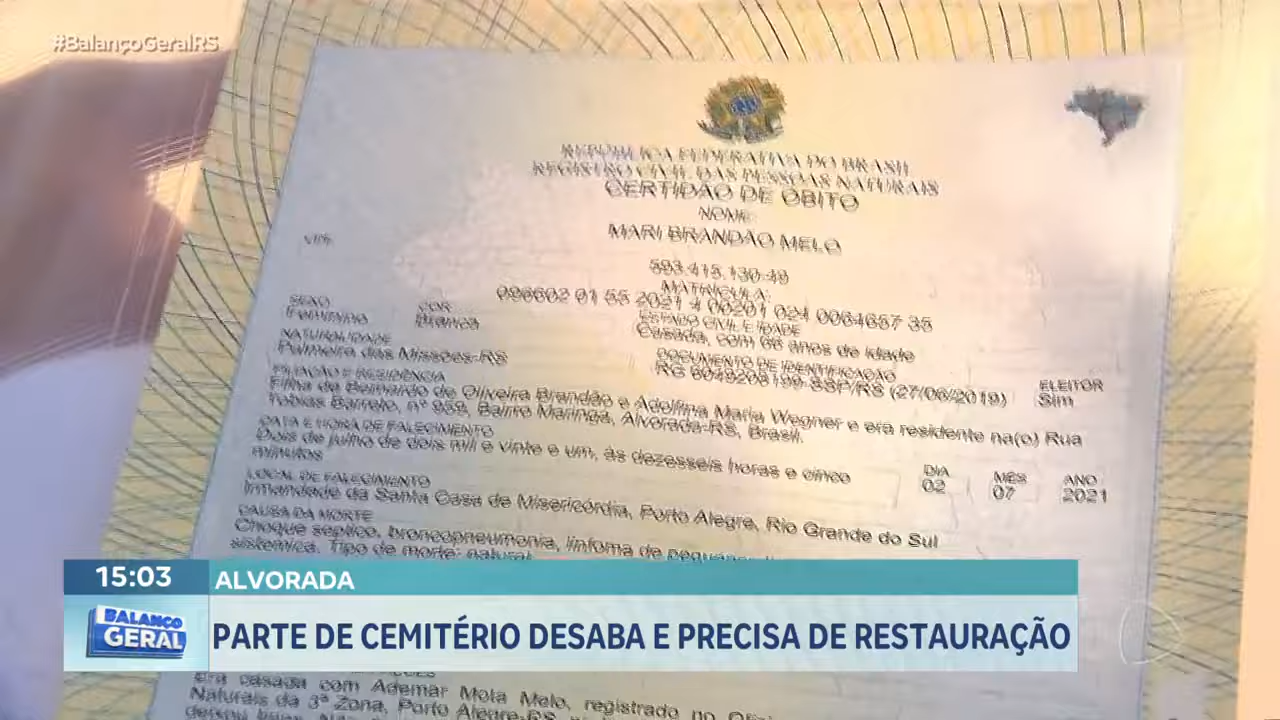 #BalançoGeralRS
REPÚBLICA FEDERATIVA DO BRASIL
REGISTRO CIVIL DAS PESSOAS NATURAIS
CERTIDÃO DE ÓBITO
NOME:
MARI BRANDÃO MELO
CPF:
593.415.130-49
MATRÍCULA:
096602 01 55 2021 4 00201 024 0064657 35
SEXO
Feminino
COR
Branca
ESTADO CIVIL E IDADE
Casada, com 68 anos de idade
NATURALIDADE
Palmeira das Missões-RS
DOCUMENTO DE IDENTIFICAÇÃO
RG 6049208199-SSP/RS (27/06/2019)
ELEITOR
Sim
FILIAÇÃO E RESIDÊNCIA
Filha de Bernardo de Oliveira Brandão e Adolfina Maria Wegner e era residente na(o) Rua
Tobias Barreto, nº 959, Bairro Maringá, Alvorada-RS, Brasil.
DATA E HORA DE FALECIMENTO
Dois de julho de dois mil e vinte e um, às dezesseis horas e cinco
minutos
DIA
02
MÊS
07
ANO
2021
LOCAL DE FALECIMENTO
Irmandade da Santa Casa de Misericórdia, Porto Alegre, Rio Grande do Sul
CAUSA DA MORTE
Choque séptico, broncopneumonia, linfoma de
sistêmica. Tipo de morte: natural
15:03
ALVORADA
BALANÇO
GERAL
PARTE DE CEMITÉRIO DESABA E PRECISA DE RESTAURAÇÃO
Era casada com Ademar Mota Melo, registrado no
Naturais da 3ª Zona, Porto Alegre-RS,